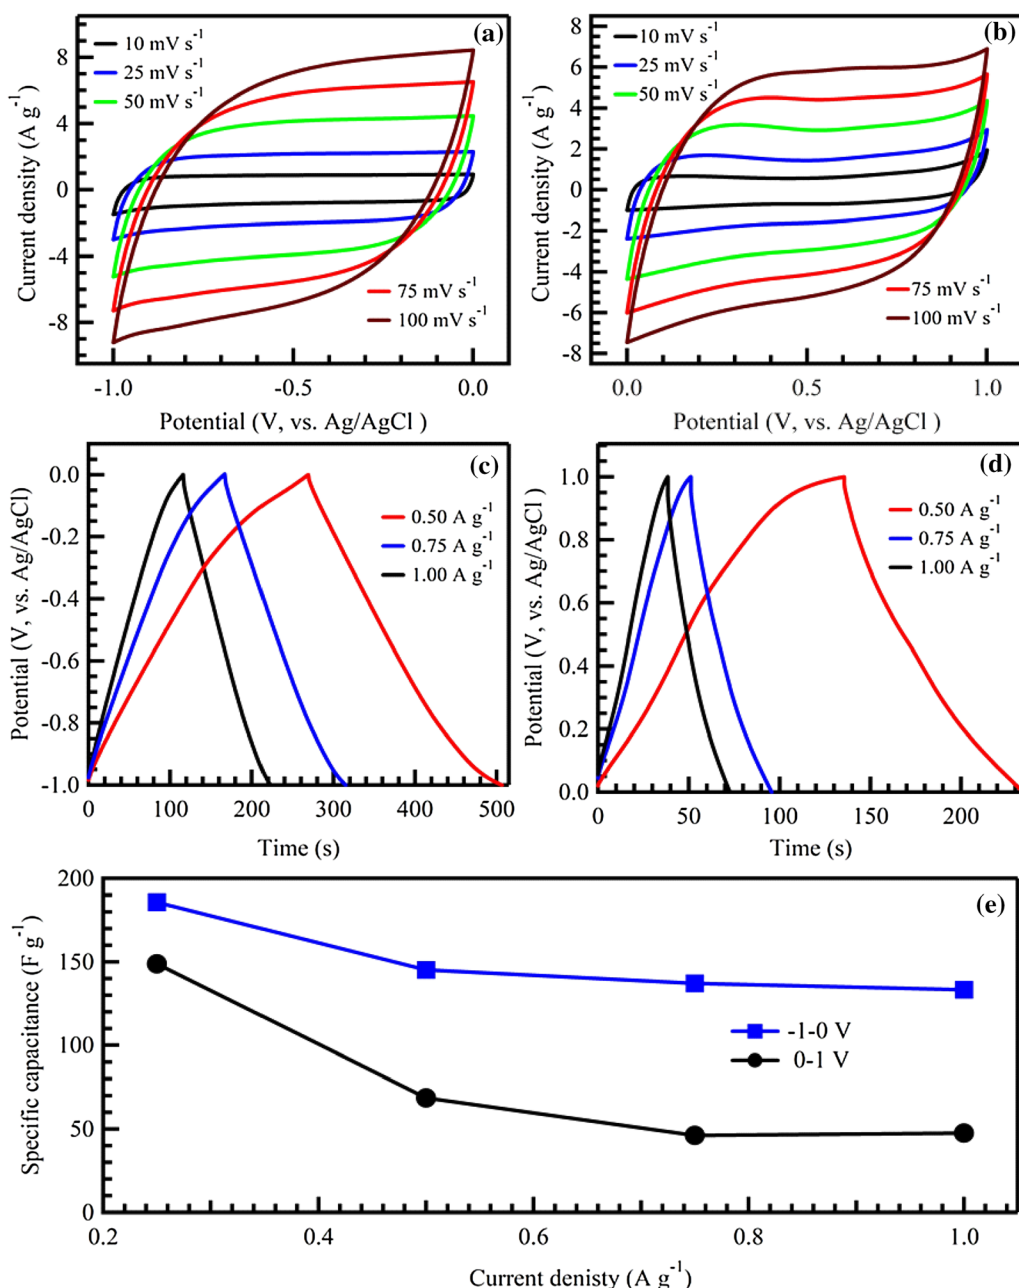 (a)
10 mV s⁻¹
25 mV s⁻¹
50 mV s⁻¹
75 mV s⁻¹
100 mV s⁻¹
8
4
0
-4
-8
Current density (A g⁻¹)
-1.0 -0.5 0.0
Potential (V, vs. Ag/AgCl )
(b)
10 mV s⁻¹
25 mV s⁻¹
50 mV s⁻¹
75 mV s⁻¹
100 mV s⁻¹
8
6
4
2
0
-2
-4
-6
-8
Current density (A g⁻¹)
0.0 0.5 1.0
Potential (V, vs. Ag/AgCl )
(c)
0.50 A g⁻¹
0.75 A g⁻¹
1.00 A g⁻¹
0.0
-0.2
-0.4
-0.6
-0.8
-1.0
Potential (V, vs. Ag/AgCl)
0 100 200 300 400 500
Time (s)
(d)
0.50 A g⁻¹
0.75 A g⁻¹
1.00 A g⁻¹
1.0
0.8
0.6
0.4
0.2
0.0
Potential (V, vs. Ag/AgCl)
0 50 100 150 200
Time (s)
(e)
-1-0 V
0-1 V
200
150
100
50
0
Specific capacitance (F g⁻¹)
0.2 0.4 0.6 0.8 1.0
Current denisty (A g⁻¹)